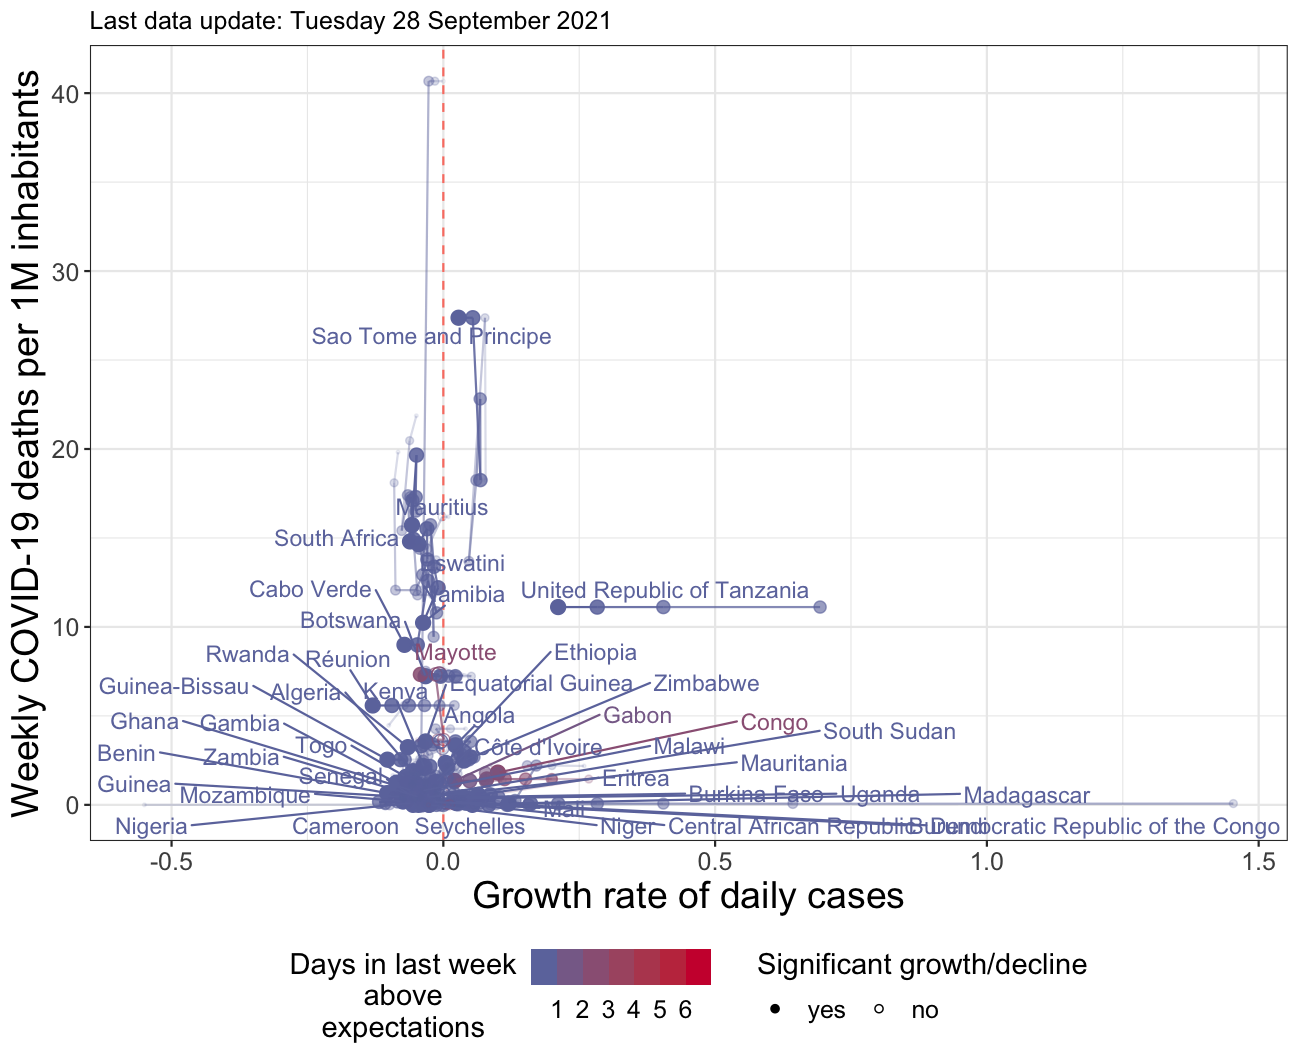 Last data update: Tuesday 28 September 2021
Weekly COVID-19 deaths per 1M inhabitants
40
30
20
10
0
Sao Tome and Principe
Mauritius
South Africa
Eswatini
Cabo Verde
Namibia
United Republic of Tanzania
Botswana
Rwanda
Réunion
Mayotte
Ethiopia
Guinea-Bissau
Algeria
Kenya
Equatorial Guinea
Zimbabwe
Ghana
Gambia
Angola
Gabon
Congo
South Sudan
Benin
Zambia
Togo
Côte d'Ivoire
Malawi
Mauritania
Guinea
Senegal
Eritrea
Mozambique
Mali
Burkina Faso
Uganda
Madagascar
Nigeria
Cameroon
Seychelles
Niger
Central African Republic
Burundi
Democratic Republic of the Congo
-0.5
0.0
0.5
1.0
1.5
Growth rate of daily cases
Days in last week
above
expectations
1 2 3 4 5 6
Significant growth/decline
yes no